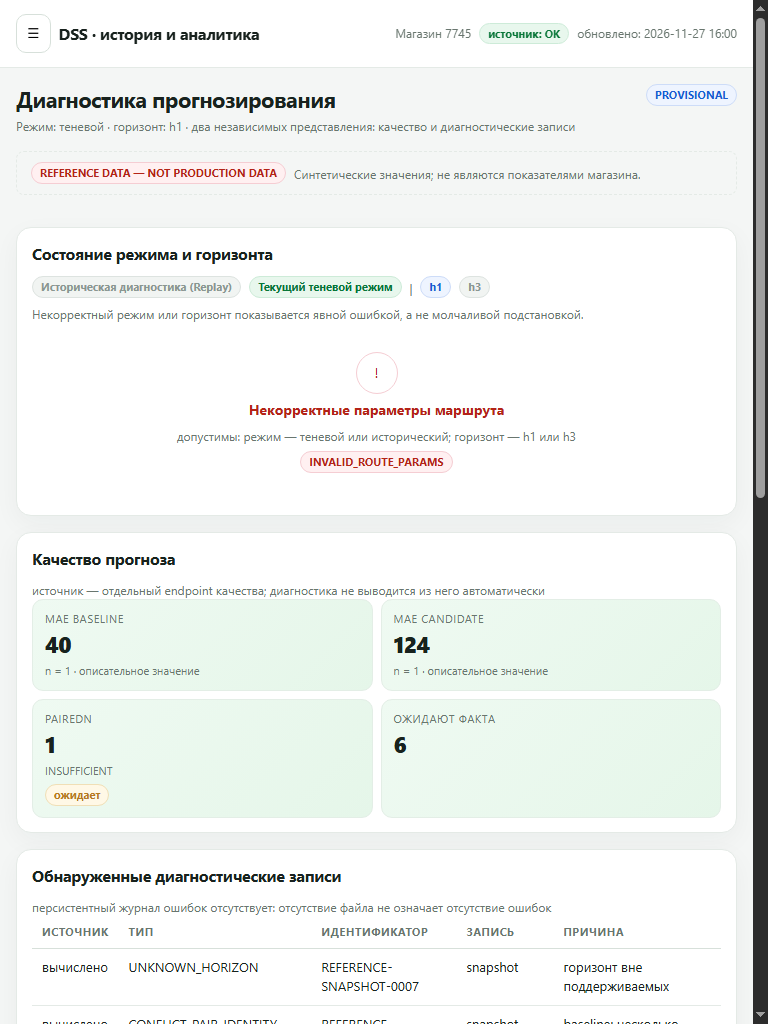 ☰ DSS · история и аналитика Магазин 7745 источник: OK обновлено: 2026-11-27 16:00
Диагностика прогнозирования PROVISIONAL
Режим: теневой · горизонт: h1 · два независимых представления: качество и диагностические записи
REFERENCE DATA — NOT PRODUCTION DATA Синтетические значения; не являются показателями магазина.
Состояние режима и горизонта
Историческая диагностика (Replay) Текущий теневой режим | h1 h3
Некорректный режим или горизонт показывается явной ошибкой, а не молчаливой подстановкой.
!
Некорректные параметры маршрута
допустимы: режим — теневой или исторический; горизонт — h1 или h3
INVALID_ROUTE_PARAMS
Качество прогноза
источник — отдельный endpoint качества; диагностика не выводится из него автоматически
MAE BASELINE
40
n = 1 · описательное значение
MAE CANDIDATE
124
n = 1 · описательное значение
PAIREDN
1
INSUFFICIENT
ожидает
ОЖИДАЮТ ФАКТА
6
Обнаруженные диагностические записи
персистентный журнал ошибок отсутствует: отсутствие файла не означает отсутствие ошибок
ИСТОЧНИК ТИП ИДЕНТИФИКАТОР ЗАПИСЬ ПРИЧИНА
вычислено UNKNOWN_HORIZON REFERENCE- snapshot горизонт вне
SNAPSHOT-0007 поддерживаемых
вычислено CONFLICT_PAIR_IDENTITY REFERENCE- snapshot baseline: несколько